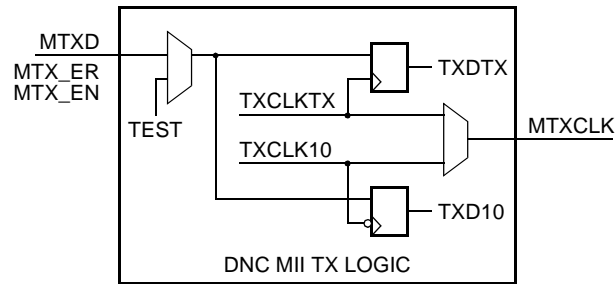 MTXD
MTX_ER
MTX_EN
TEST
TXDTX
TXCLKTX
MTXCLK
TXCLK10
TXD10
DNC MII TX LOGIC